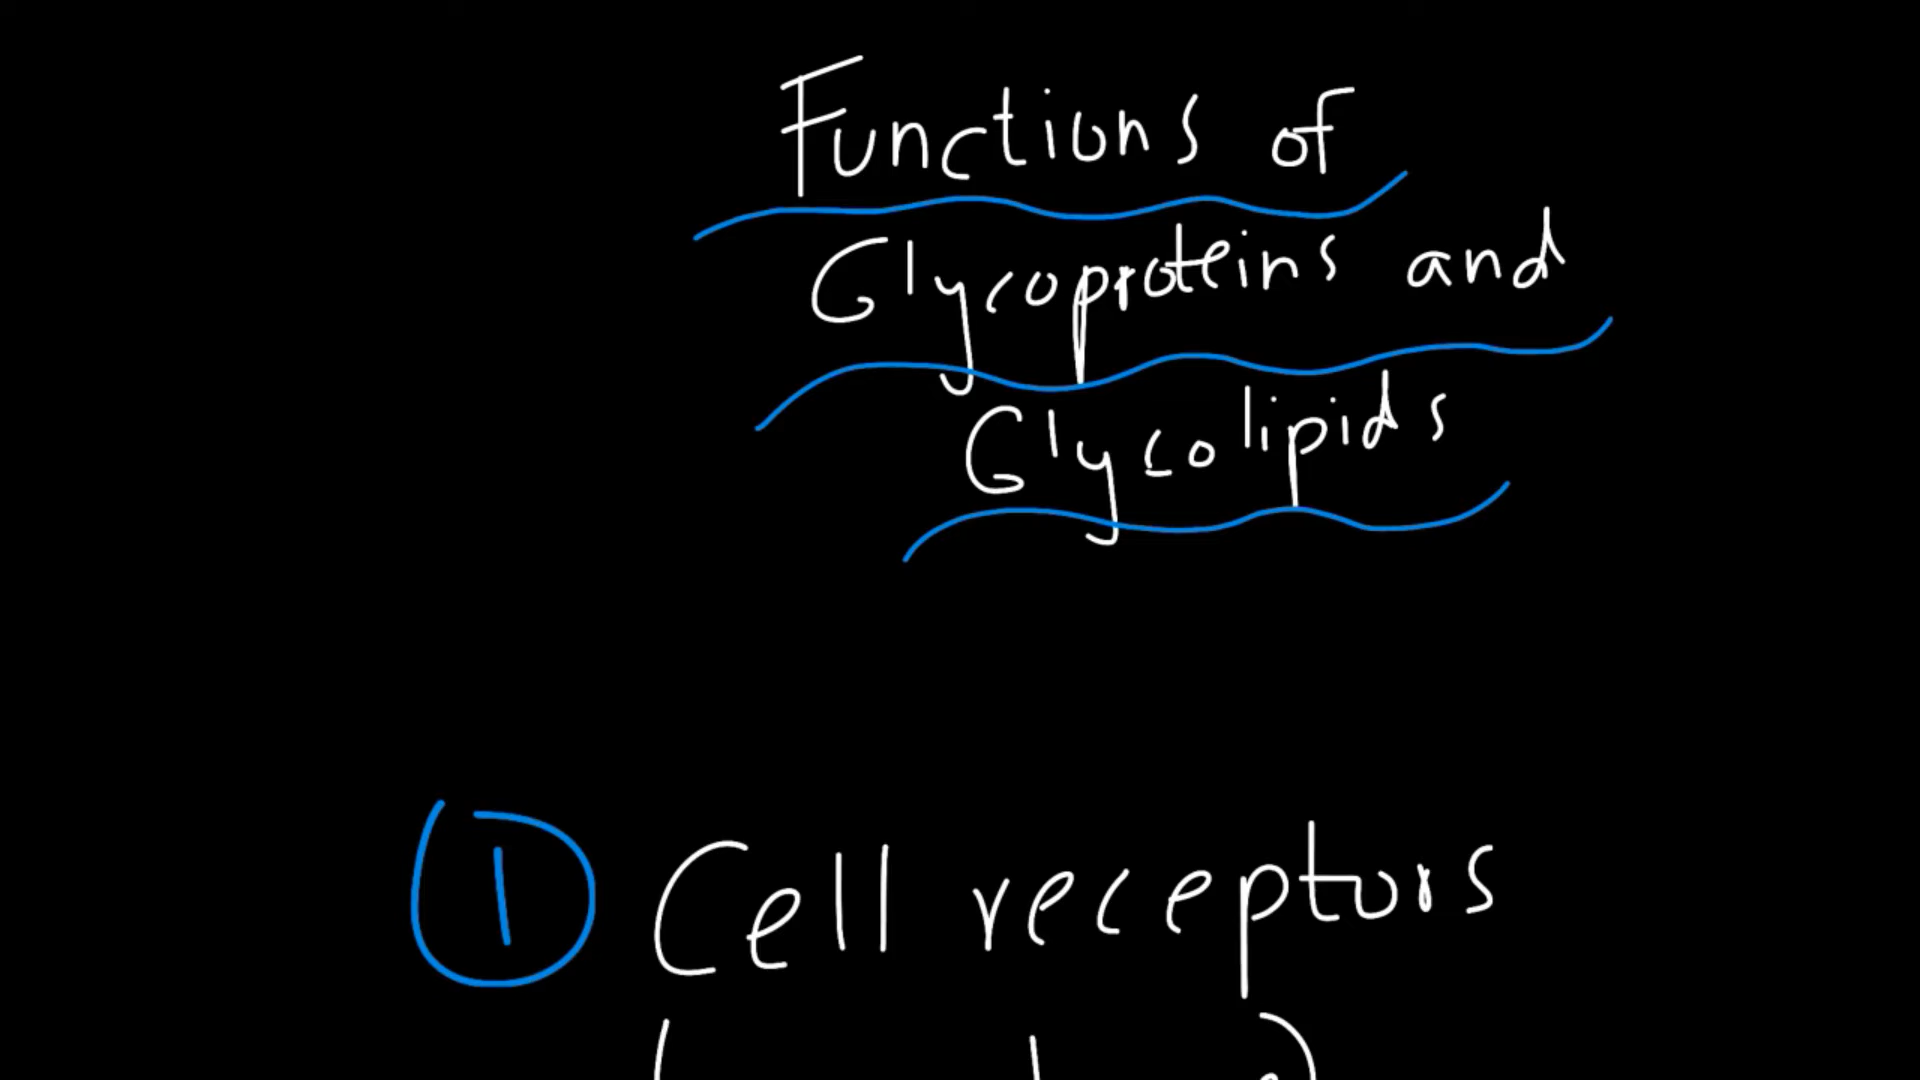 Functions of
Glycoproteins and
Glycolipids
1 Cell receptors